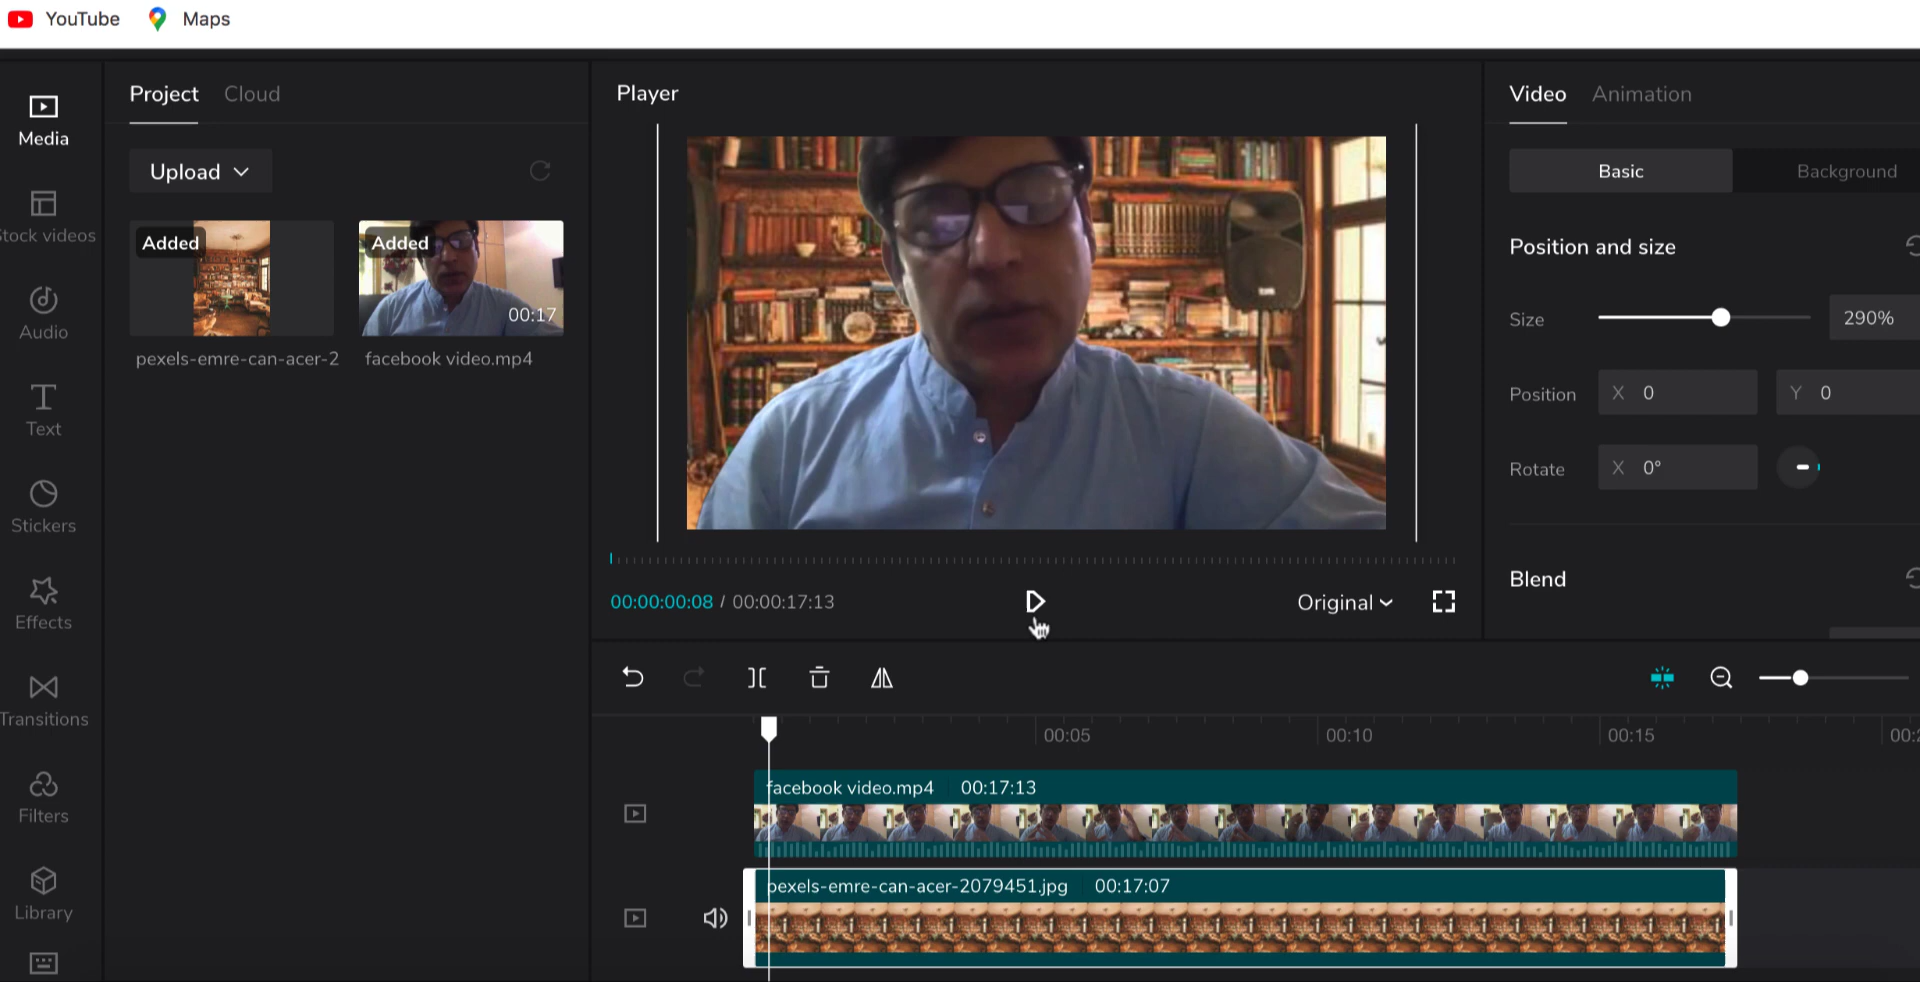 YouTube
Maps
Media
Stock videos
Audio
Text
Stickers
Effects
Transitions
Filters
Library
Project
Cloud
Upload
Added
pexels-emre-can-acer-2
Added
00:17
facebook video.mp4
Player
00:00:00:08 / 00:00:17:13
Original
Video
Animation
Basic
Background
Position and size
Size
290%
Position
X 0
Y 0
Rotate
X 0°
Blend
00:05
00:10
00:15
00:2
facebook video.mp4 00:17:13
pexels-emre-can-acer-2079451.jpg 00:17:07